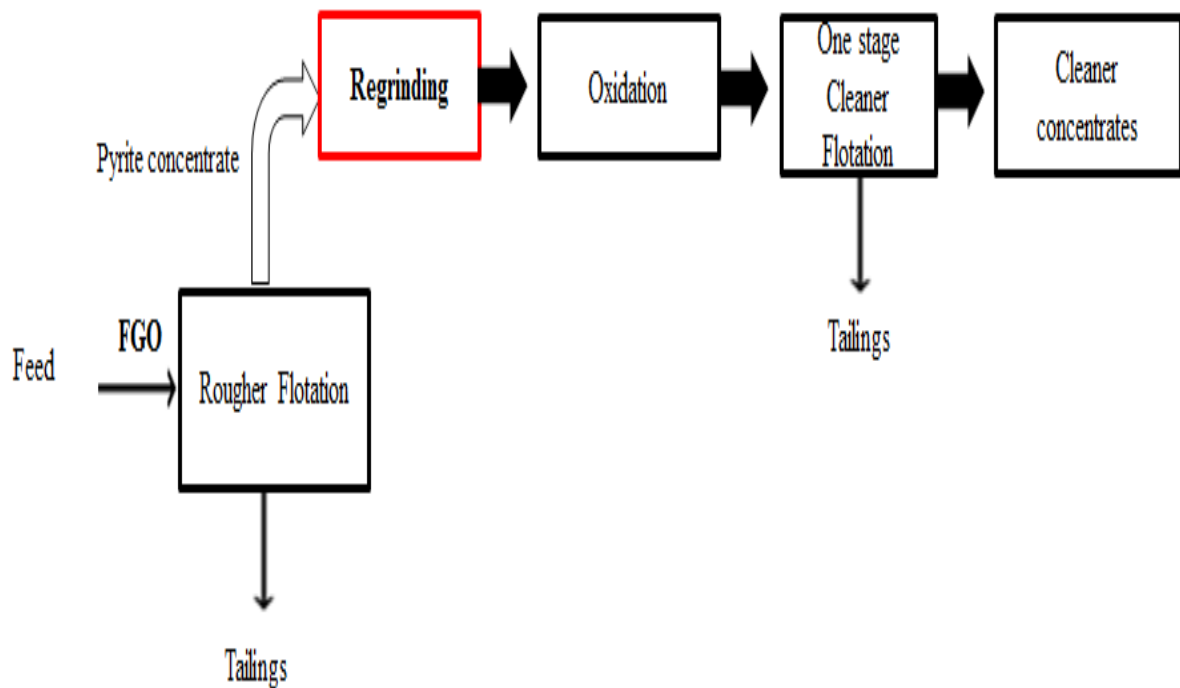 Regrinding
Oxidation
One stage
Cleaner
Flotation
Cleaner
concentrates
Pyrite concentrate
FGO
Feed
Rougher Flotation
Tailings
Tailings